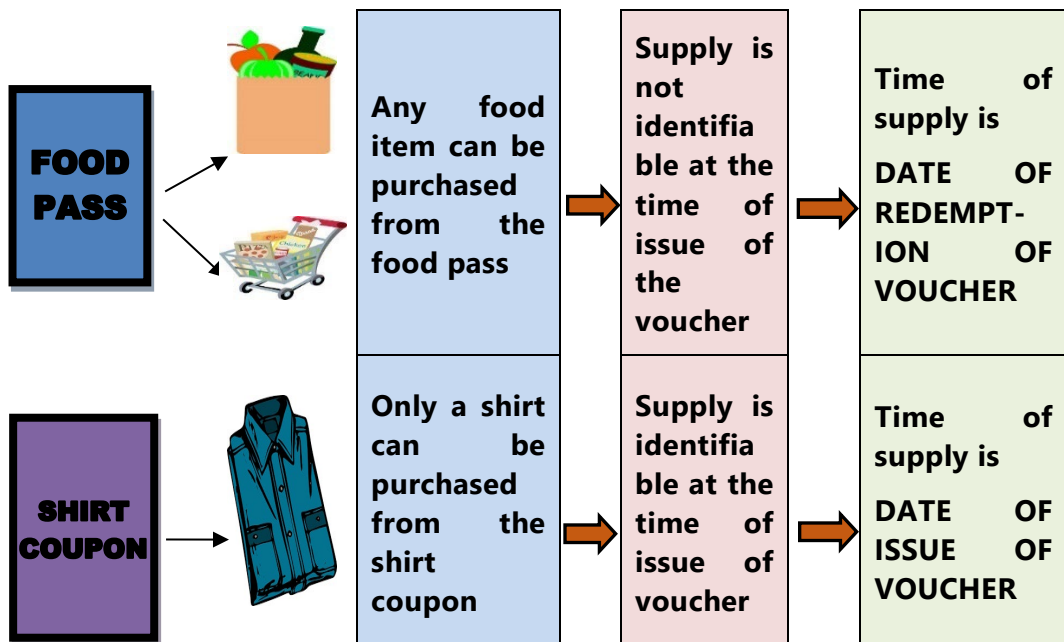 FOOD
PASS
Any food
item can be
purchased
from the
food pass
Supply is
not
identifia
ble at the
time of
issue of
the
voucher
Time of
supply is
DATE OF
REDEMPT-
ION OF
VOUCHER
SHIRT
COUPON
Only a shirt
can be
purchased
from the
shirt
coupon
Supply is
identifia
ble at the
time of
issue of
voucher
Time of
supply is
DATE OF
ISSUE OF
VOUCHER